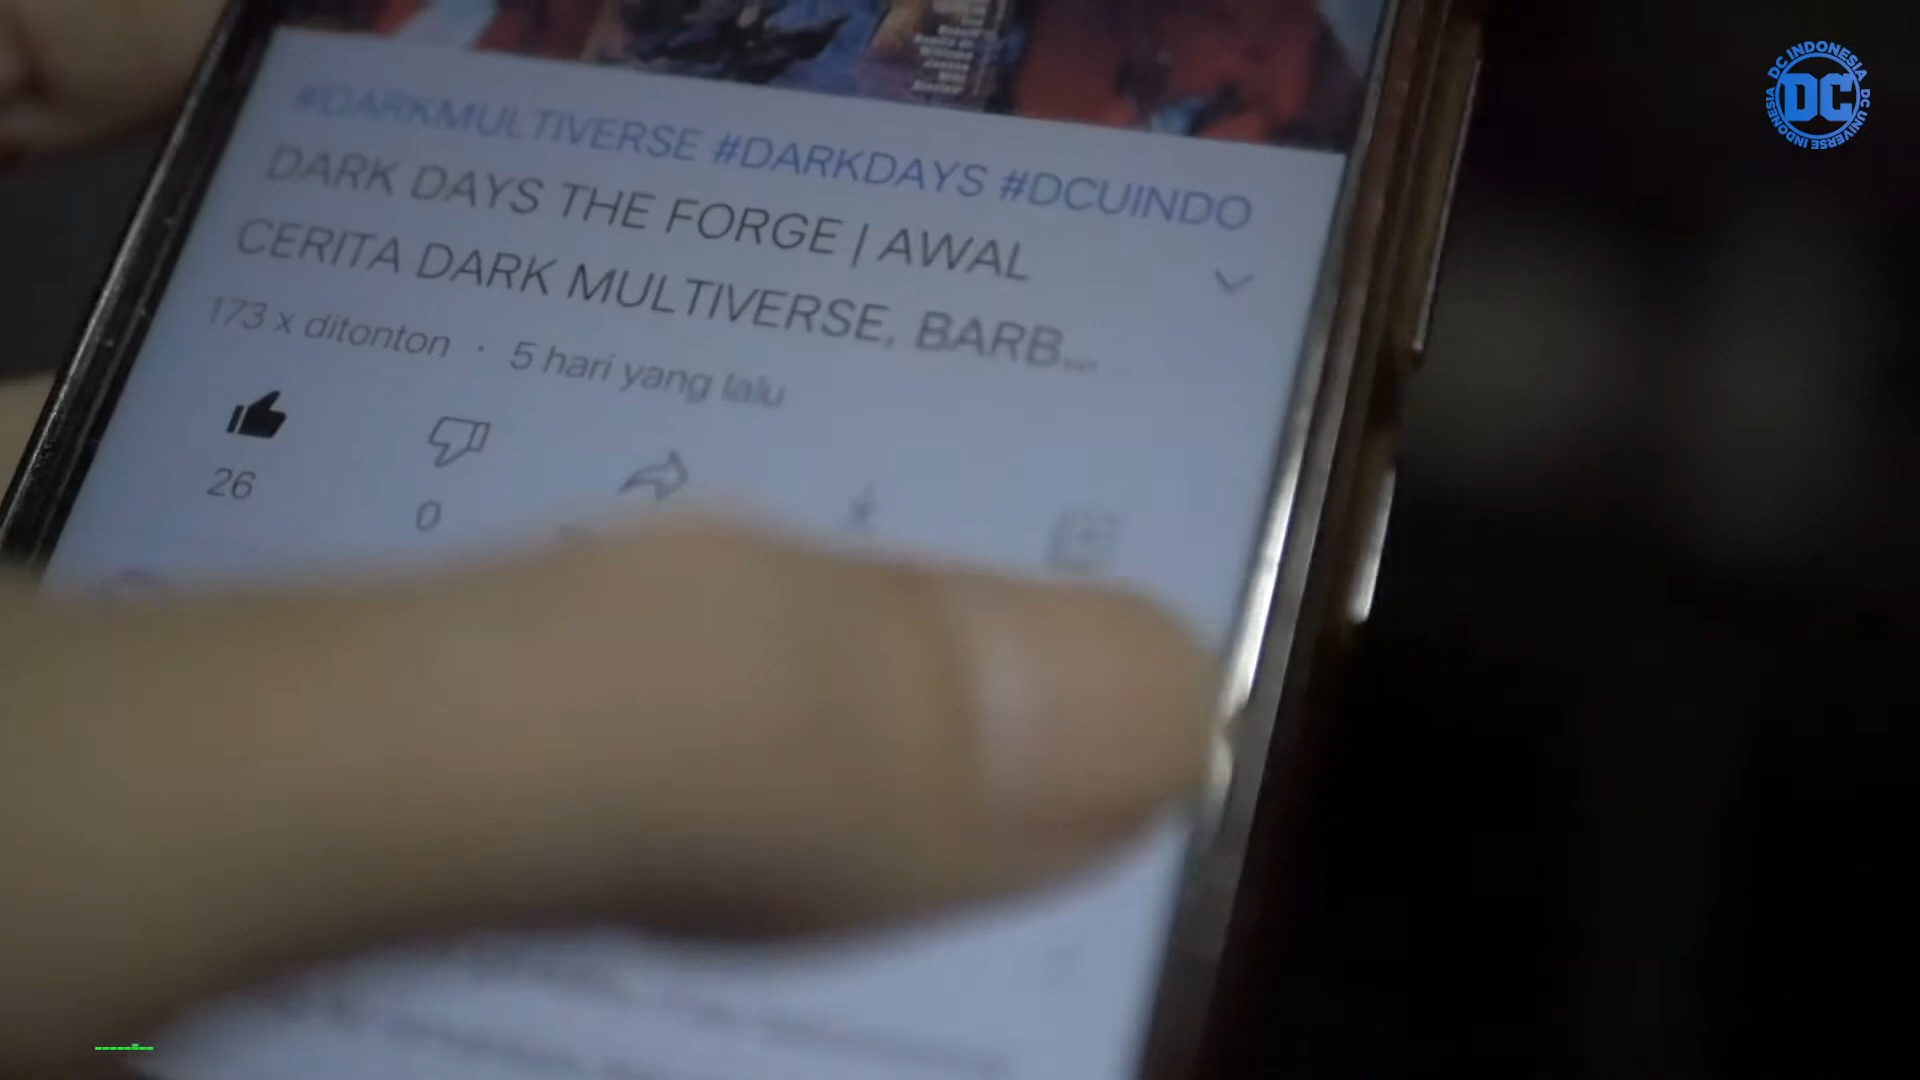 #DARKMULTIVERSE #DARKDAYS #DCUINDO
DARK DAYS THE FORGE | AWAL
CERITA DARK MULTIVERSE, BARB...
173 x ditonton · 5 hari yang lalu
26
0
DC INDONESIA
DC UNIVERSE INDONESIA
DC